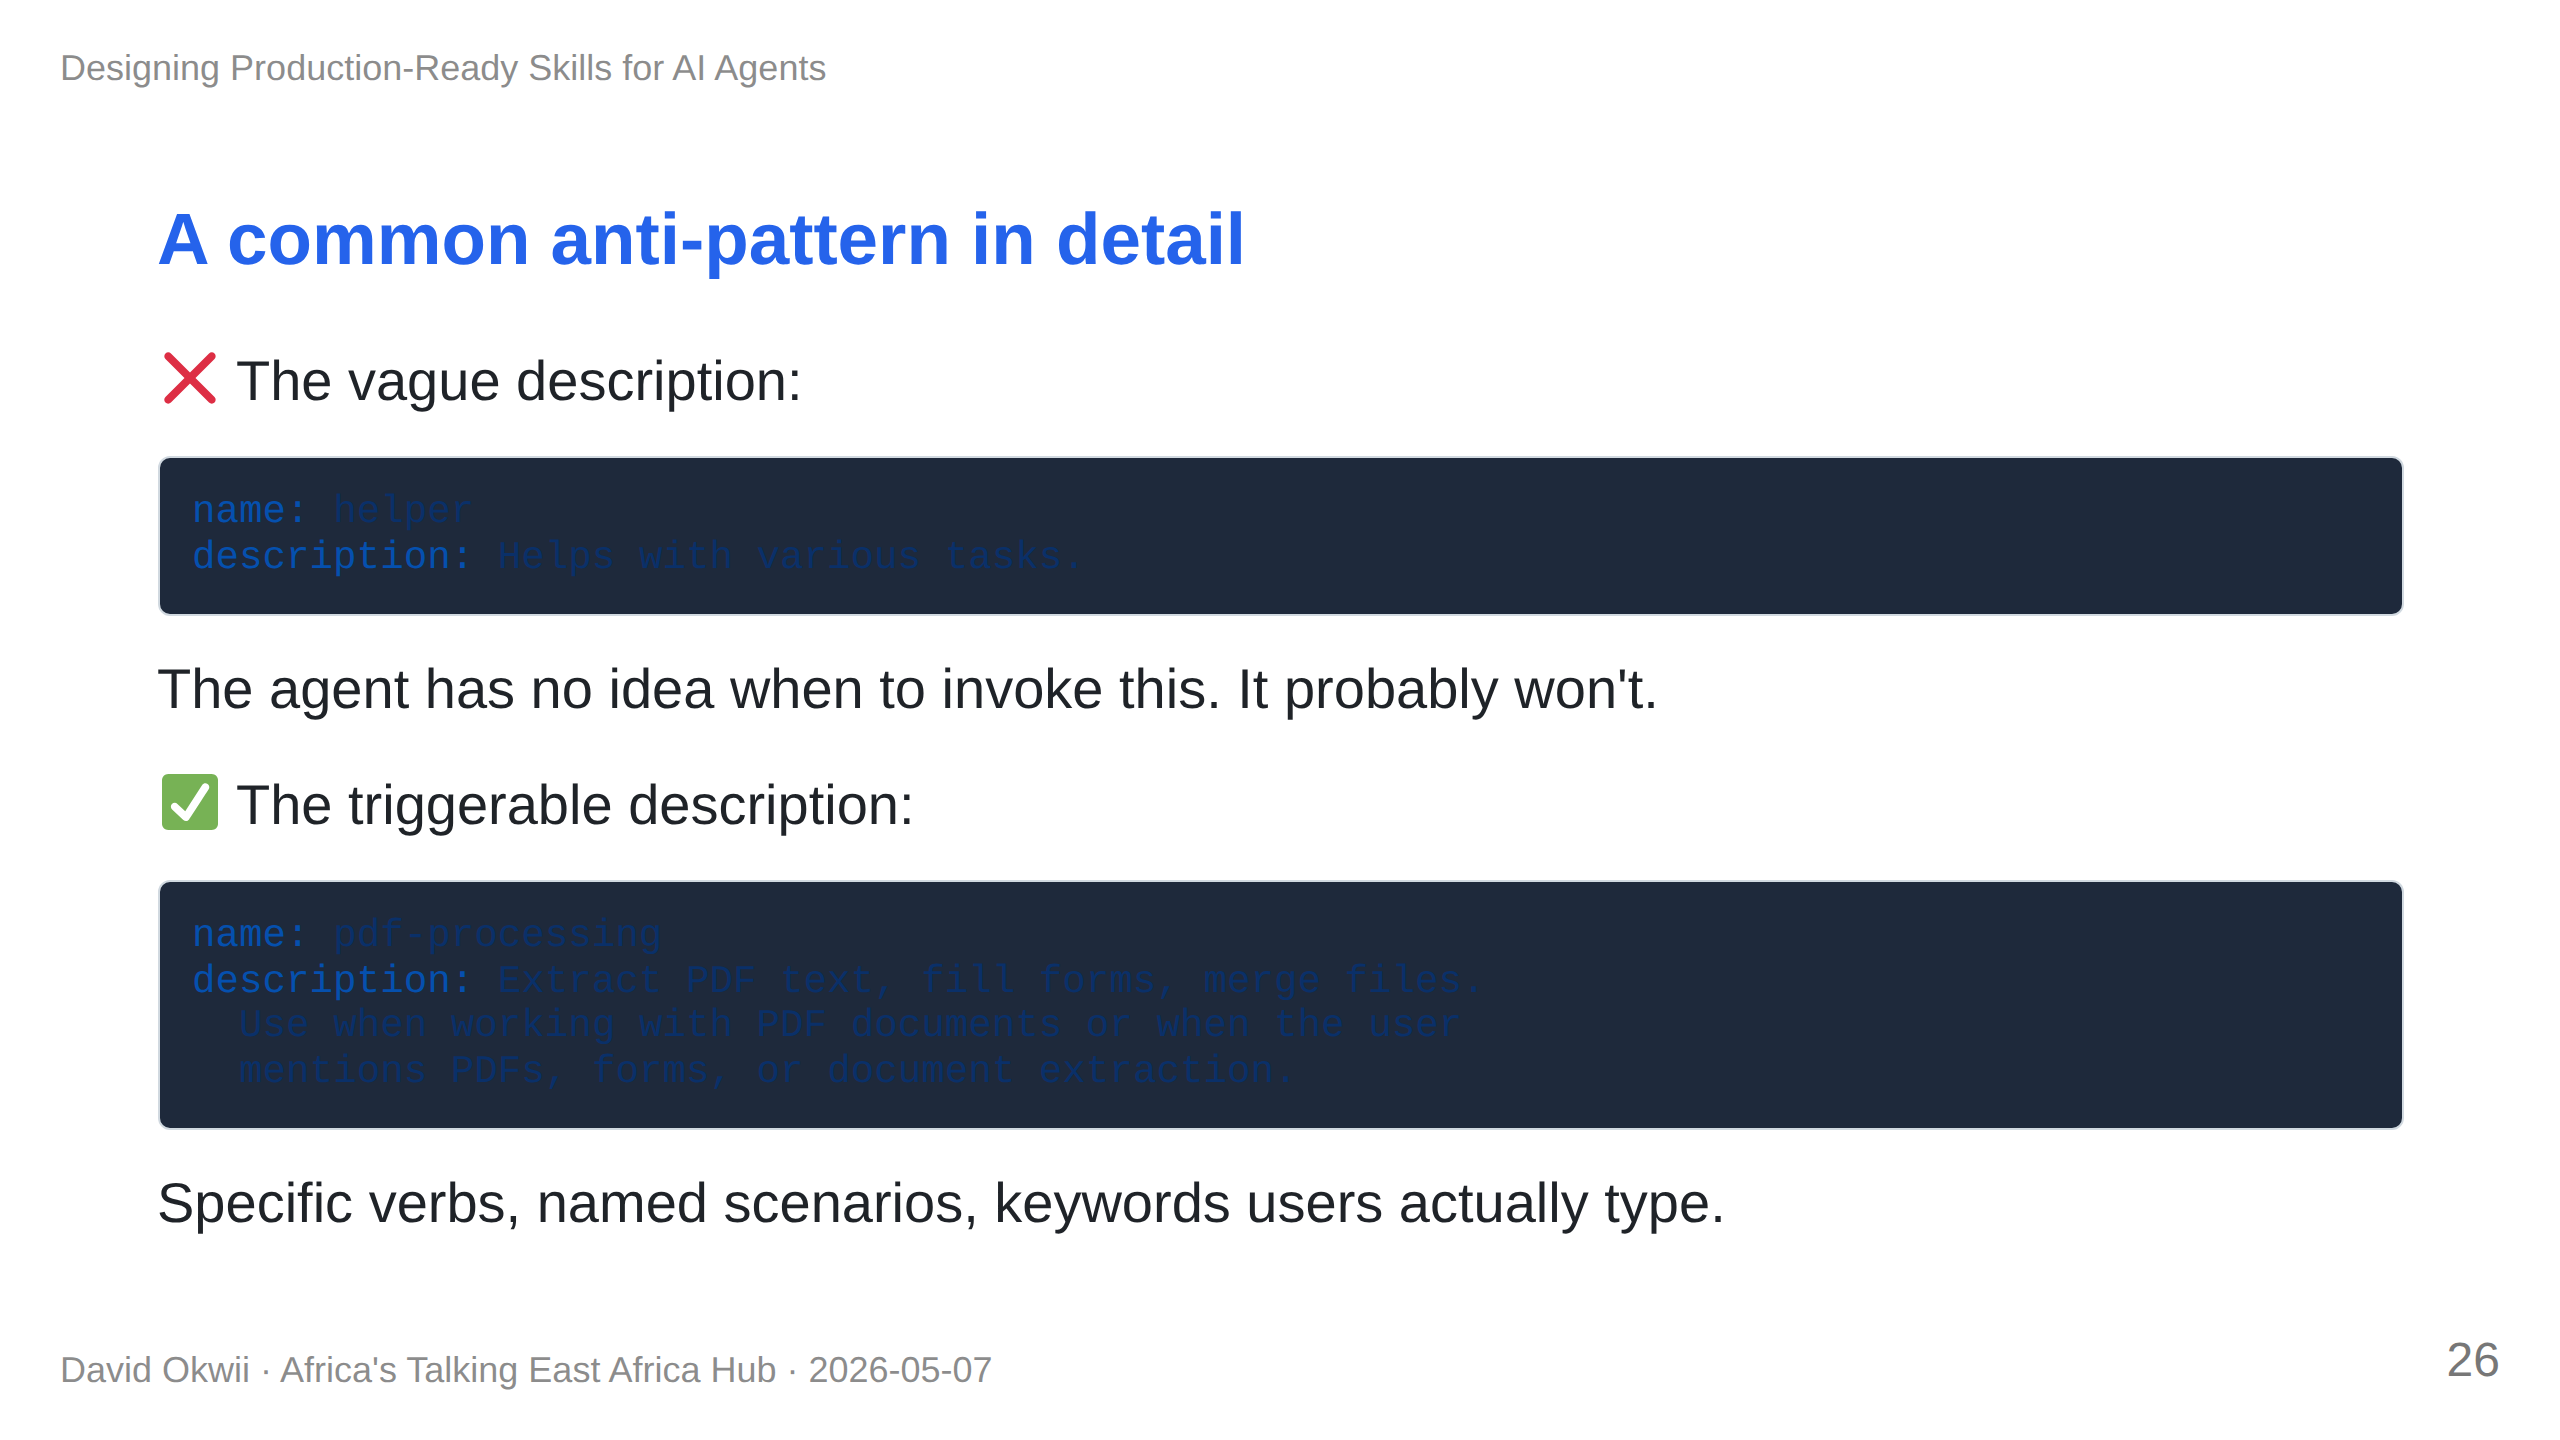 Designing Production-Ready Skills for AI Agents
A common anti-pattern in detail
❌ The vague description:
name: helper
description: Helps with various tasks.
The agent has no idea when to invoke this. It probably won't.
✅ The triggerable description:
name: pdf-processing
description: Extract PDF text, fill forms, merge files.
  Use when working with PDF documents or when the user
  mentions PDFs, forms, or document extraction.
Specific verbs, named scenarios, keywords users actually type.
David Okwii · Africa's Talking East Africa Hub · 2026-05-07
26